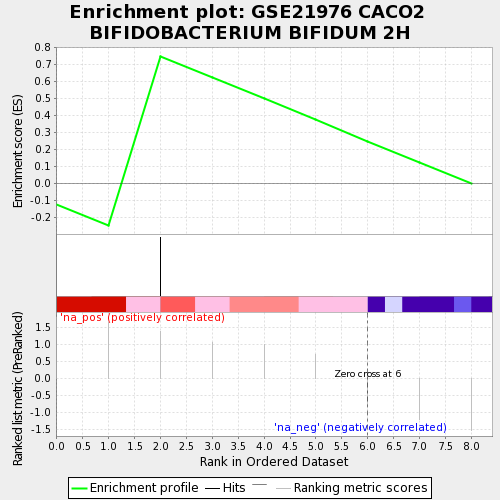 Enrichment plot: GSE21976 CACO2
BIFIDOBACTERIUM BIFIDUM 2H
Enrichment score (ES)
0.8
0.7
0.6
0.5
0.4
0.3
0.2
0.1
0.0
-0.1
-0.2
'na_pos' (positively correlated)
Ranked list metric (PreRanked)
1.5
1.0
0.5
0.0
-0.5
-1.0
-1.5
Zero cross at 6
'na_neg' (negatively correlated)
0.0 0.5 1.0 1.5 2.0 2.5 3.0 3.5 4.0 4.5 5.0 5.5 6.0 6.5 7.0 7.5 8.0
Rank in Ordered Dataset
Enrichment profile Hits Ranking metric scores